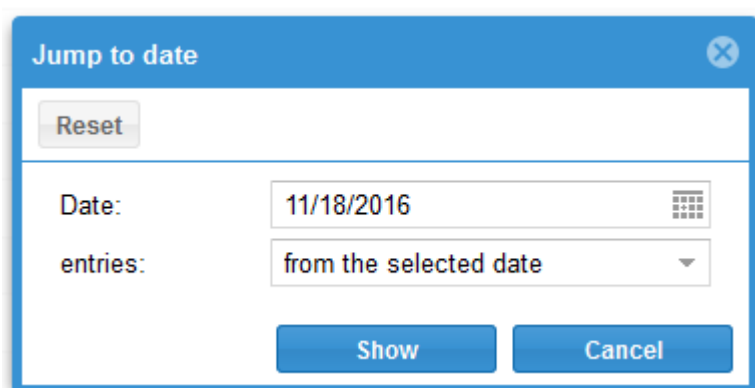 Jump to date
Reset
Date: 11/18/2016
entries: from the selected date
Show Cancel